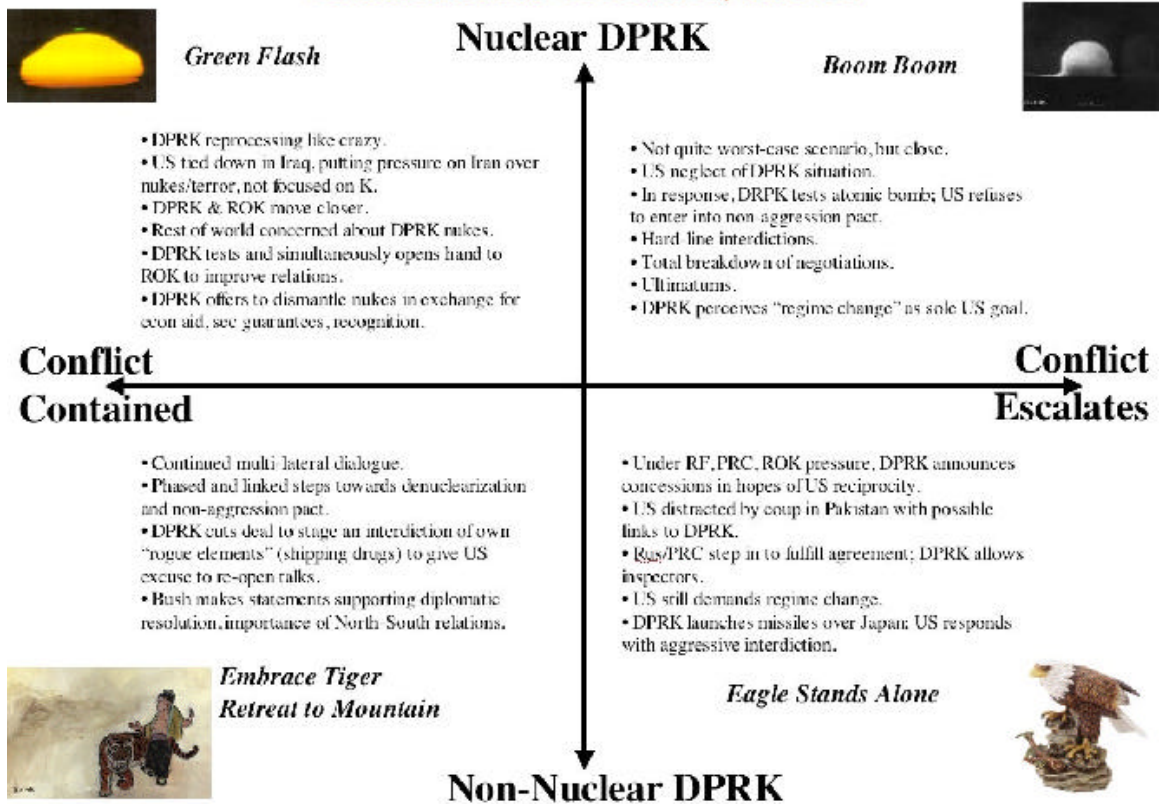 Nuclear DPRK
Green Flash
Boom Boom
• DPRK reprocessing like crazy.
• US tied down in Iraq, putting pressure on Iran over
nukes/terror, not focused on K.
• DPRK & ROK move closer.
• Rest of world concerned about DPRK nukes.
• DPRK tests and simultaneously opens hand to
ROK to improve relations.
• DPRK offers to dismantle nukes in exchange for
econ aid, sec guarantees, recognition.
• Not quite worst-case scenario, but close.
• US neglect of DPRK situation.
• In response, DRPK tests atomic bomb; US refuses
to enter into non-aggression pact.
• Hard-line interdictions.
• Total breakdown of negotiations.
• Ultimatums.
• DPRK perceives “regime change” as sole US goal.
Conflict
Contained
Conflict
Escalates
• Continued multi-lateral dialogue.
• Phased and linked steps towards denuclearization
and non-aggression pact.
• DPRK cuts deal to stage an interdiction of own
“rogue elements” (shipping drugs) to give US
excuse to re-open talks.
• Bush makes statements supporting diplomatic
resolution, importance of North-South relations.
• Under RF, PRC, ROK pressure, DPRK announces
concessions in hopes of US reciprocity.
• US distracted by coup in Pakistan with possible
links to DPRK.
• Rus/PRC step in to fulfill agreement; DPRK allows
inspectors.
• US still demands regime change.
• DPRK launches missiles over Japan; US responds
with aggressive interdiction.
Embrace Tiger
Retreat to Mountain
Eagle Stands Alone
Non-Nuclear DPRK